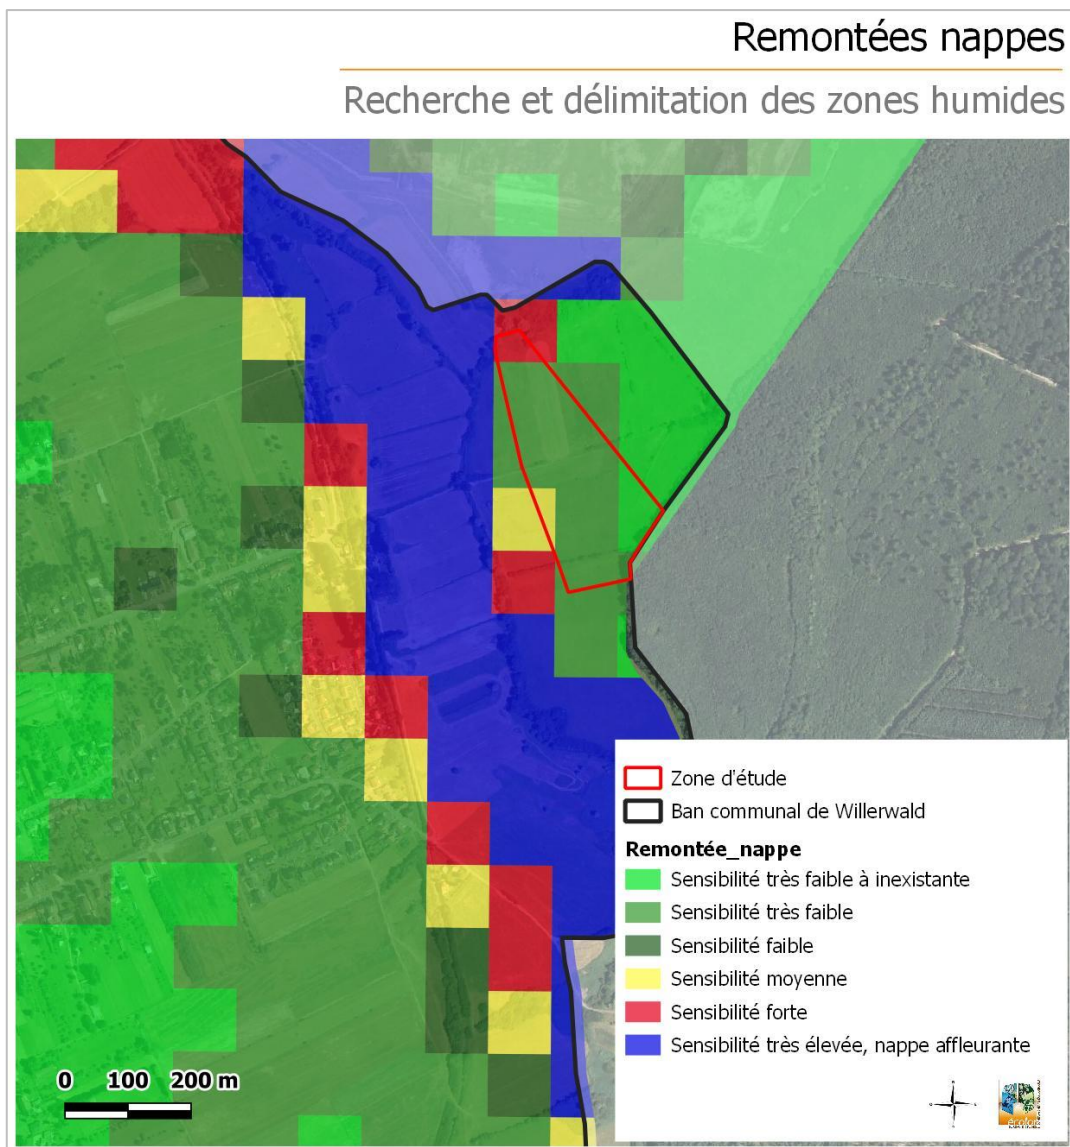 Remontées nappes
Recherche et délimitation des zones humides
Zone d'étude
Ban communal de Willerwald
Remontée_nappe
Sensibilité très faible à inexistante
Sensibilité très faible
Sensibilité faible
Sensibilité moyenne
Sensibilité forte
Sensibilité très élevée, nappe affleurante
0 100 200 m